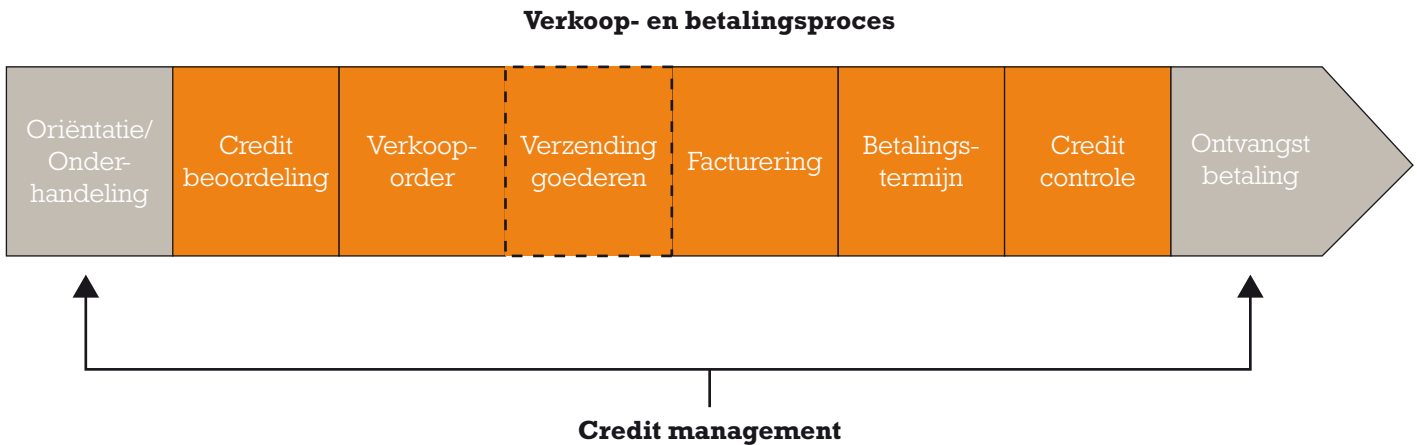 Verkoop- en betalingsproces
Oriëntatie/
Onder-
handeling
Credit
beoordeling
Verkoop-
order
Verzending
goederen
Facturering
Betalings-
termijn
Credit
controle
Ontvangst
betaling
Credit management